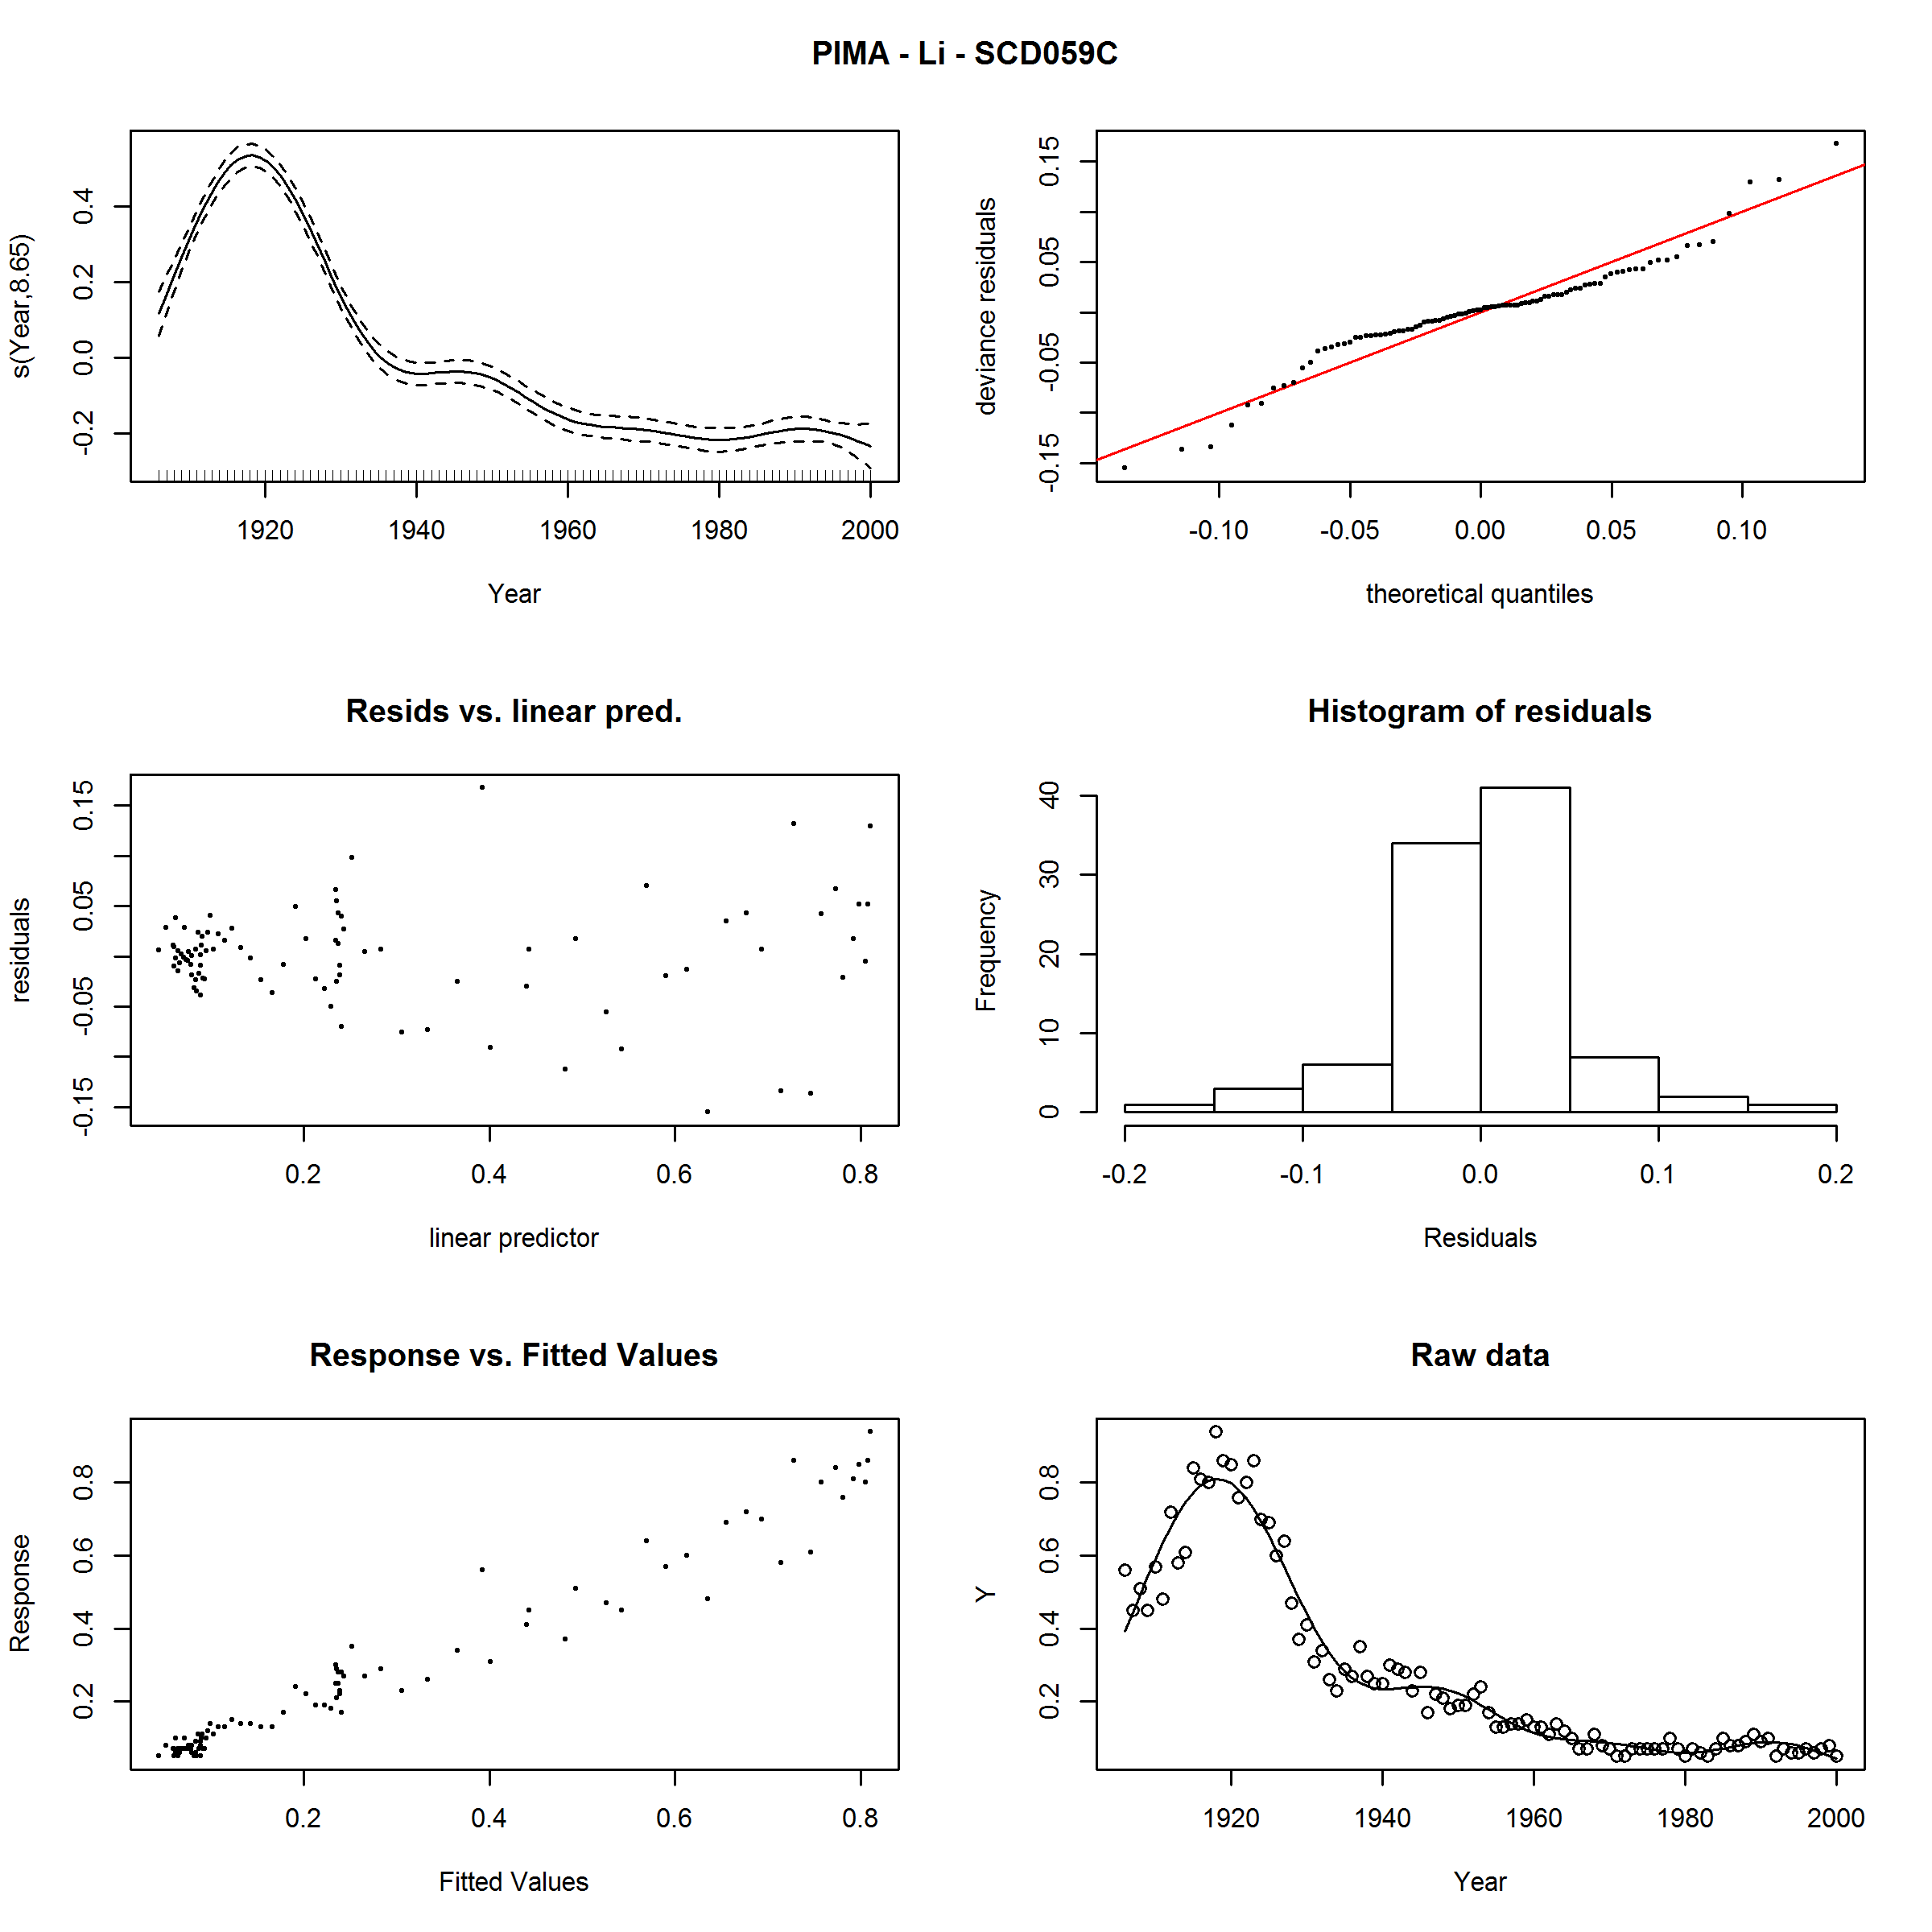 PIMA - Li - SCD059C
s(Year,8.65)
-0.2 0.0 0.2 0.4
1920 1940 1960 1980 2000
Year
deviance residuals
-0.15 -0.05 0.05 0.15
-0.10 -0.05 0.00 0.05 0.10
theoretical quantiles
Resids vs. linear pred.
residuals
-0.15 -0.05 0.05 0.15
0.2 0.4 0.6 0.8
linear predictor
Histogram of residuals
Frequency
0 10 20 30 40
-0.2 -0.1 0.0 0.1 0.2
Residuals
Response vs. Fitted Values
Response
0.2 0.4 0.6 0.8
0.2 0.4 0.6 0.8
Fitted Values
Raw data
Y
0.2 0.4 0.6 0.8
1920 1940 1960 1980 2000
Year